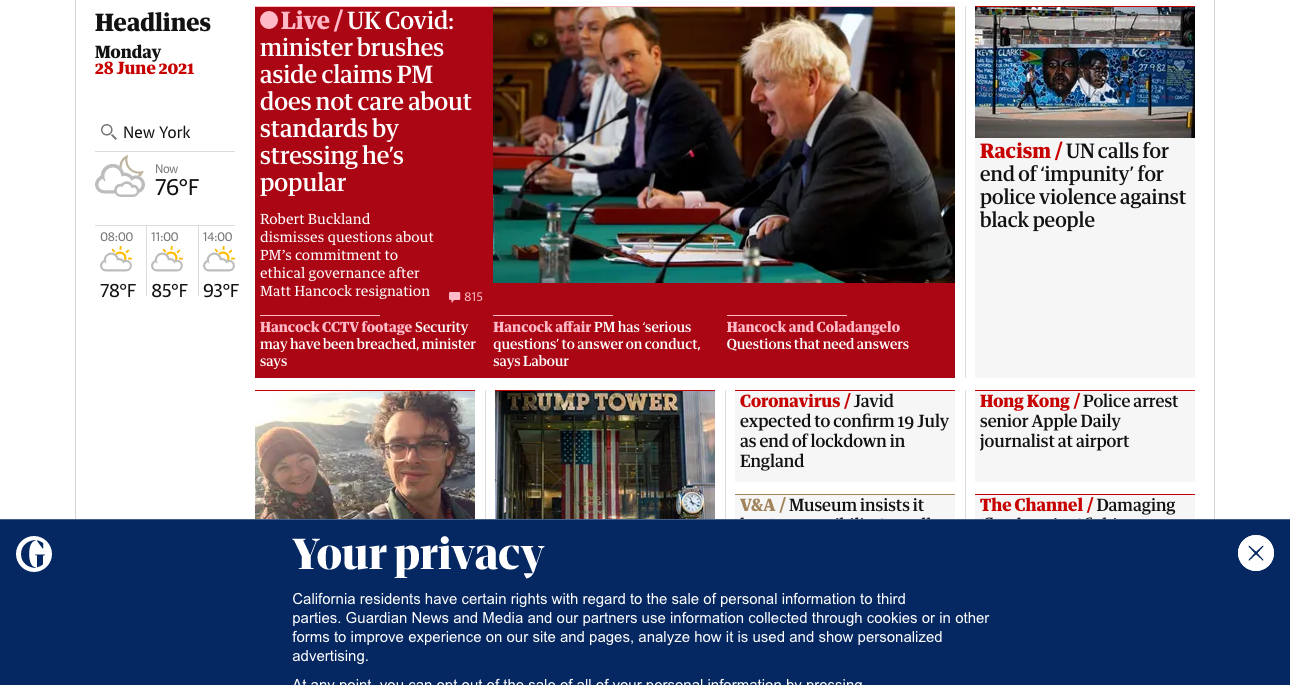 Headlines
Monday
28 June 2021
New York
Now
76°F
08:00
11:00
14:00
78°F
85°F
93°F
Live / UK Covid:
minister brushes
aside claims PM
does not care about
standards by
stressing he's
popular
Robert Buckland
dismisses questions about
PM's commitment to
ethical governance after
Matt Hancock resignation
815
Hancock CCTV footage Security
may have been breached, minister
says
Hancock affair PM has 'serious
questions' to answer on conduct,
says Labour
Hancock and Coladangelo
Questions that need answers
KC
27·9·82
Racism / UN calls for
end of 'impunity' for
police violence against
black people
TRUMP TOWER
Coronavirus / Javid
expected to confirm 19 July
as end of lockdown in
England
V&A / Museum insists it
Hong Kong / Police arrest
senior Apple Daily
journalist at airport
The Channel / Damaging
G
Your privacy
California residents have certain rights with regard to the sale of personal information to third
parties. Guardian News and Media and our partners use information collected through cookies or in other
forms to improve experience on our site and pages, analyze how it is used and show personalized
advertising.
At any point, you can opt out of the sale of all of your personal information by pressing